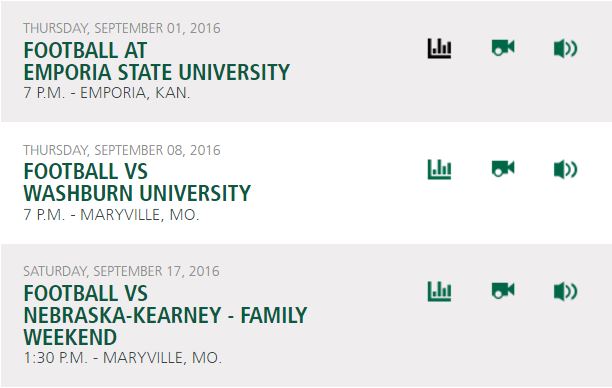 THURSDAY, SEPTEMBER 01, 2016
FOOTBALL AT
EMPORIA STATE UNIVERSITY
7 P.M. - EMPORIA, KAN.
THURSDAY, SEPTEMBER 08, 2016
FOOTBALL VS
WASHBURN UNIVERSITY
7 P.M. - MARYVILLE, MO.
SATURDAY, SEPTEMBER 17, 2016
FOOTBALL VS
NEBRASKA-KEARNEY - FAMILY
WEEKEND
1:30 P.M. - MARYVILLE, MO.